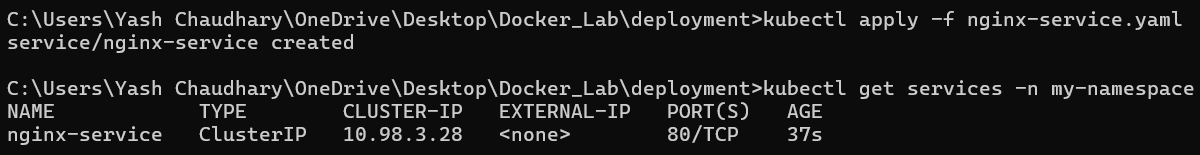 C:\Users\Yash Chaudhary\OneDrive\Desktop\Docker_Lab\deployment>kubectl apply -f nginx-service.yaml
service/nginx-service created
C:\Users\Yash Chaudhary\OneDrive\Desktop\Docker_Lab\deployment>kubectl get services -n my-namespace
NAME TYPE CLUSTER-IP EXTERNAL-IP PORT(S) AGE
nginx-service ClusterIP 10.98.3.28 <none> 80/TCP 37s